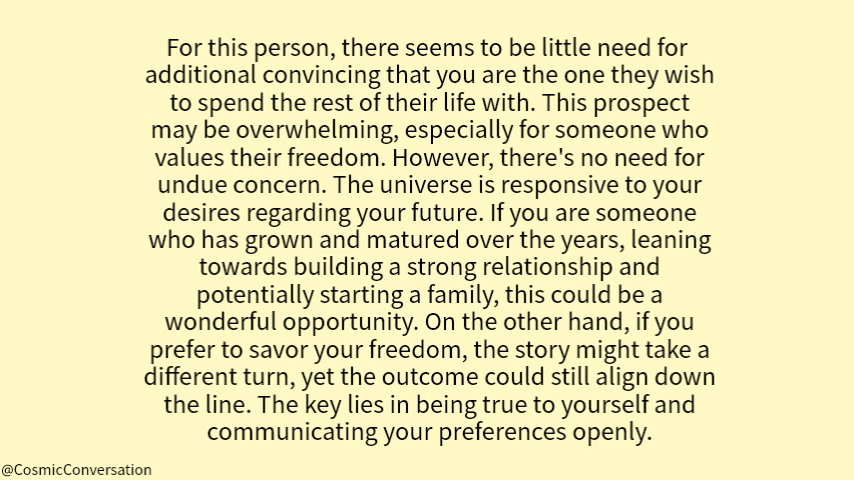 For this person, there seems to be little need for
additional convincing that you are the one they wish
to spend the rest of their life with. This prospect
may be overwhelming, especially for someone who
values their freedom. However, there's no need for
undue concern. The universe is responsive to your
desires regarding your future. If you are someone
who has grown and matured over the years, leaning
towards building a strong relationship and
potentially starting a family, this could be a
wonderful opportunity. On the other hand, if you
prefer to savor your freedom, the story might take a
different turn, yet the outcome could still align down
the line. The key lies in being true to yourself and
communicating your preferences openly.
@CosmicConversation